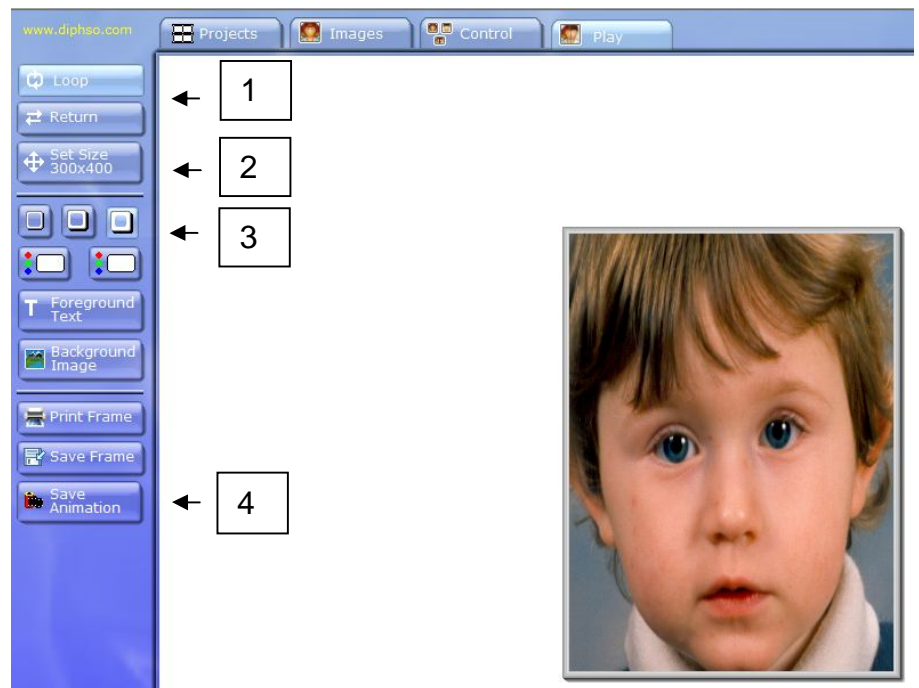 www.diphso.com
Projects
Images
Control
Play
Loop
1
Return
Set Size
300x400
2
3
Foreground
Text
Background
Image
Print Frame
Save Frame
Save
Animation
4